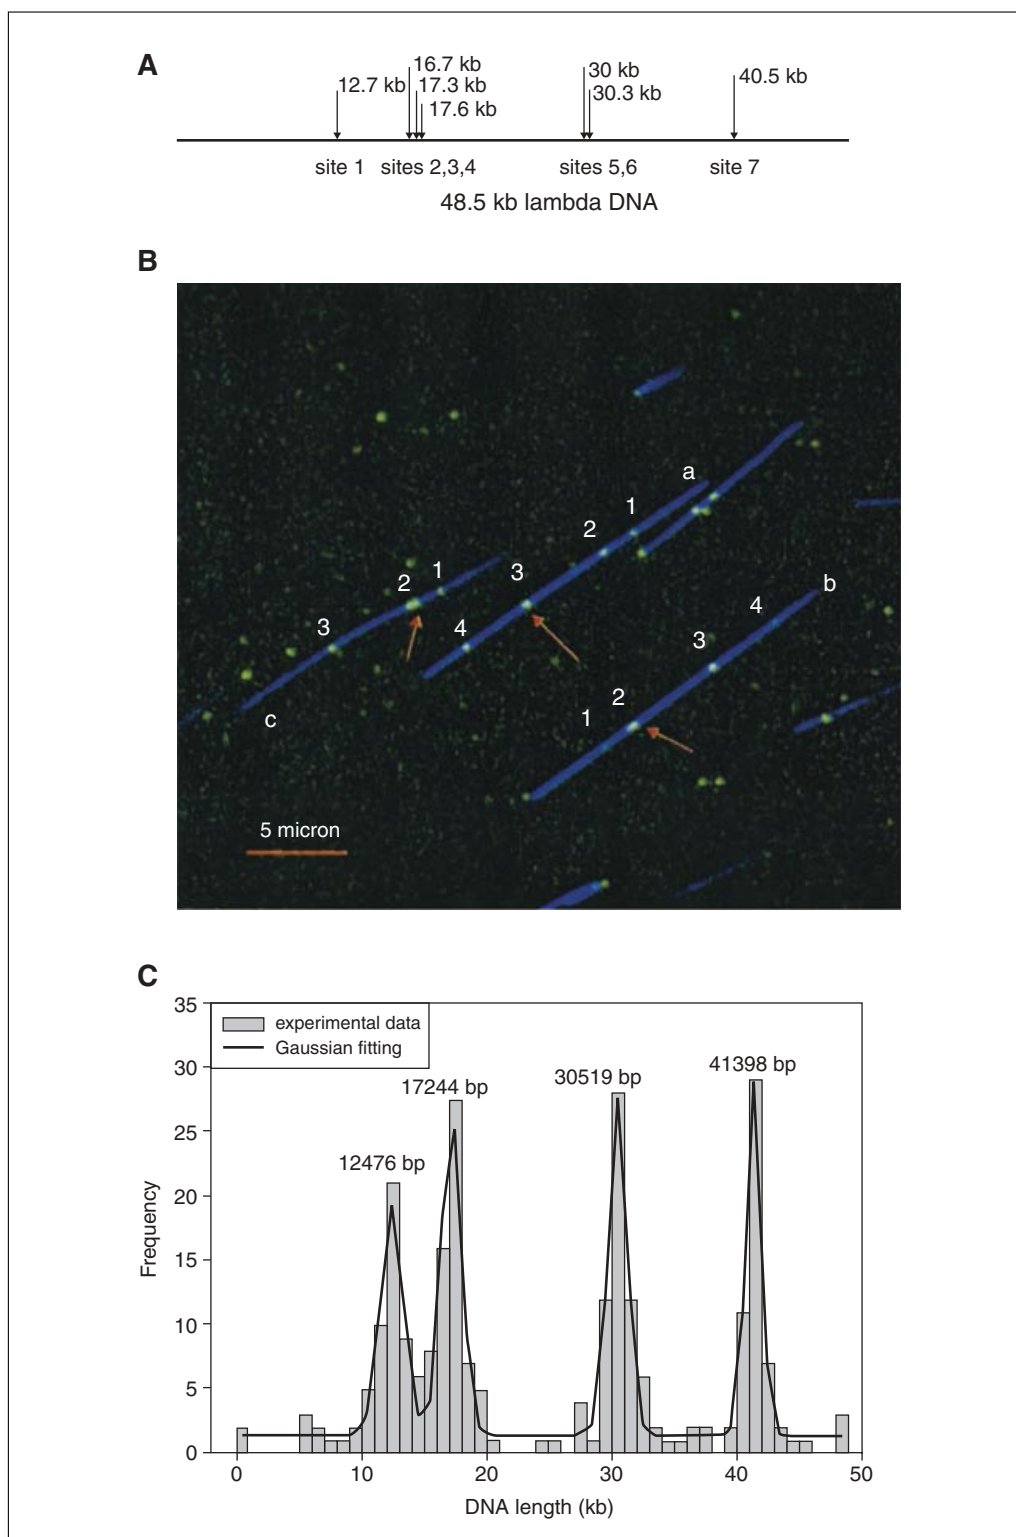 A
12.7 kb
16.7 kb
17.3 kb
17.6 kb
30 kb
30.3 kb
40.5 kb
site 1
sites 2,3,4
sites 5,6
site 7
48.5 kb lambda DNA
B
a
1
2
3
4
b
4
3
2
1
1
2
3
c
5 micron
C
experimental data
Gaussian fitting
12476 bp
17244 bp
30519 bp
41398 bp
35
30
25
20
15
10
5
0
Frequency
0
10
20
30
40
50
DNA length (kb)